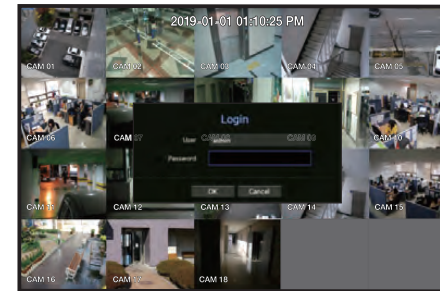 2019-01-01 01:10:25 PM
CAM 01
CAM 02
CAM 03
CAM 04
CAM 05
Login
CAM 06
CAM 07
User
admin
CAM 09
Password
OK
Cancel
CAM 11
CAM 12
CAM 13
CAM 14
CAM 15
CAM 16
CAM 17
CAM 18